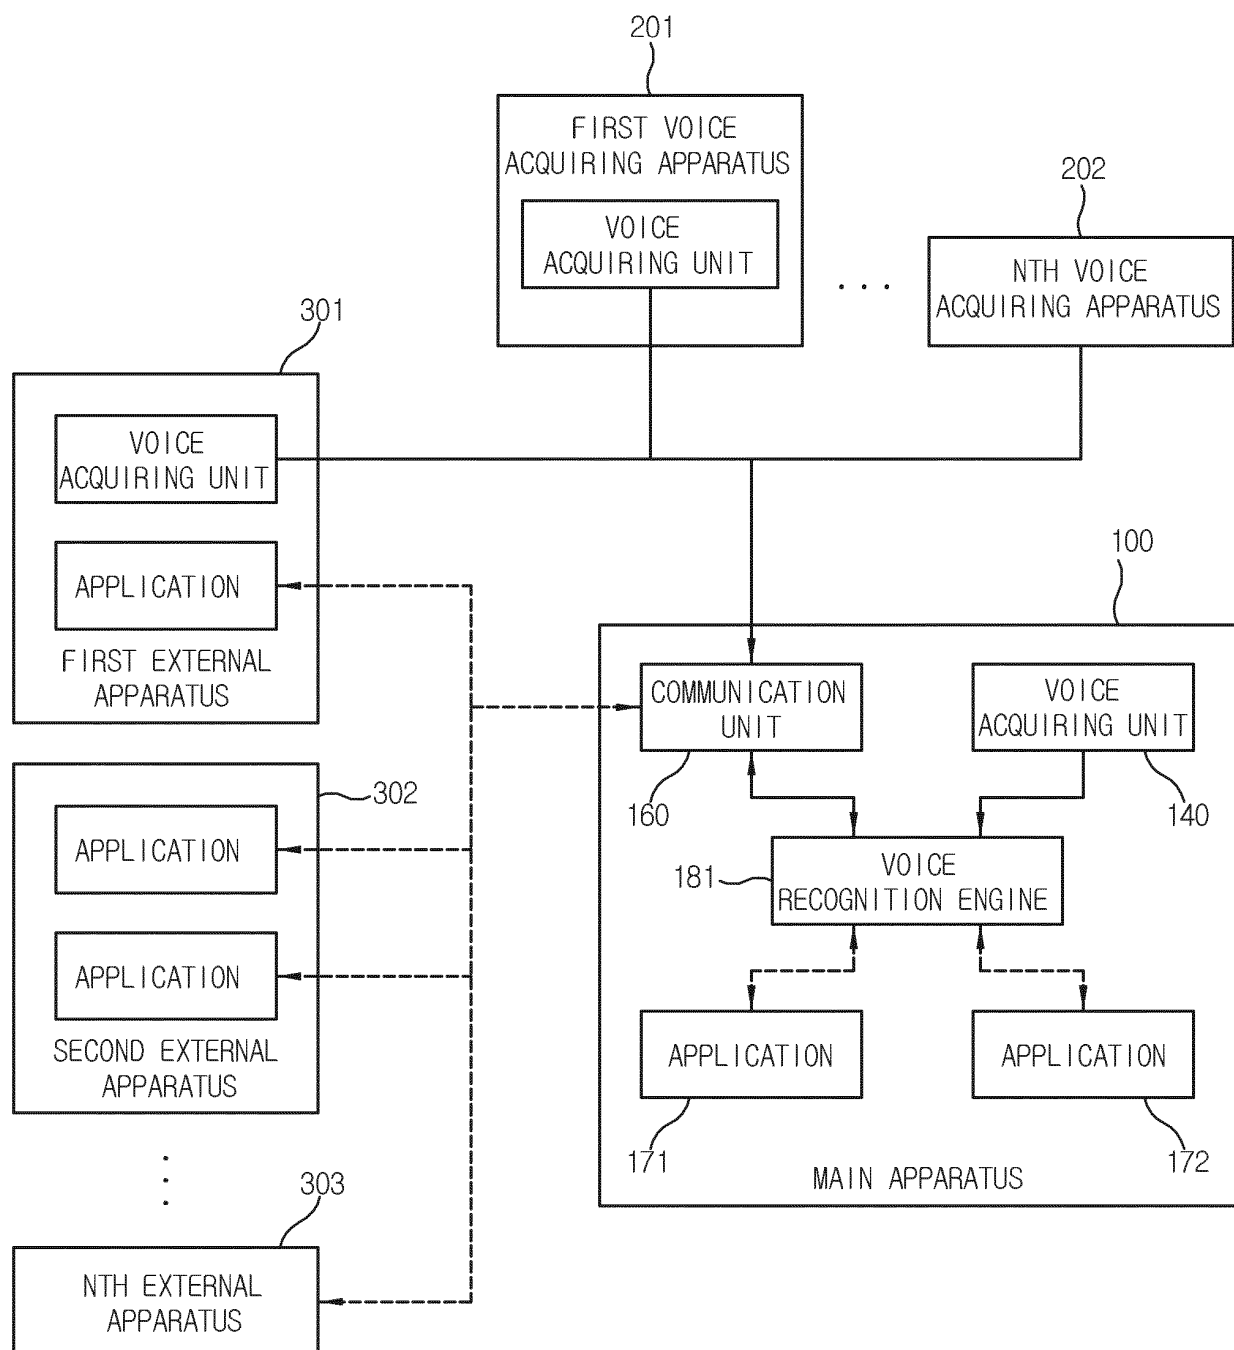 201
FIRST VOICE
ACQUIRING APPARATUS
VOICE
ACQUIRING UNIT
202
NTH VOICE
ACQUIRING APPARATUS
. . .
301
VOICE
ACQUIRING UNIT
APPLICATION
FIRST EXTERNAL
APPARATUS
100
COMMUNICATION
UNIT
VOICE
ACQUIRING UNIT
160
140
181
VOICE
RECOGNITION ENGINE
APPLICATION
APPLICATION
171
172
MAIN APPARATUS
302
APPLICATION
APPLICATION
SECOND EXTERNAL
APPARATUS
303
NTH EXTERNAL
APPARATUS